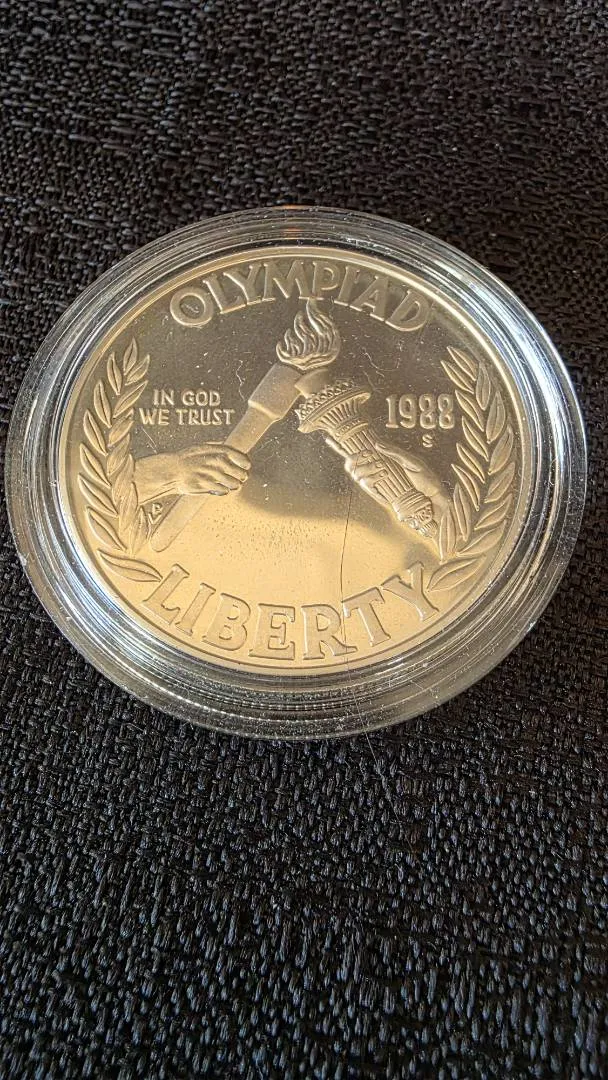 OLYMPIAD
IN GOD
WE TRUST
1988
S
LIBERTY